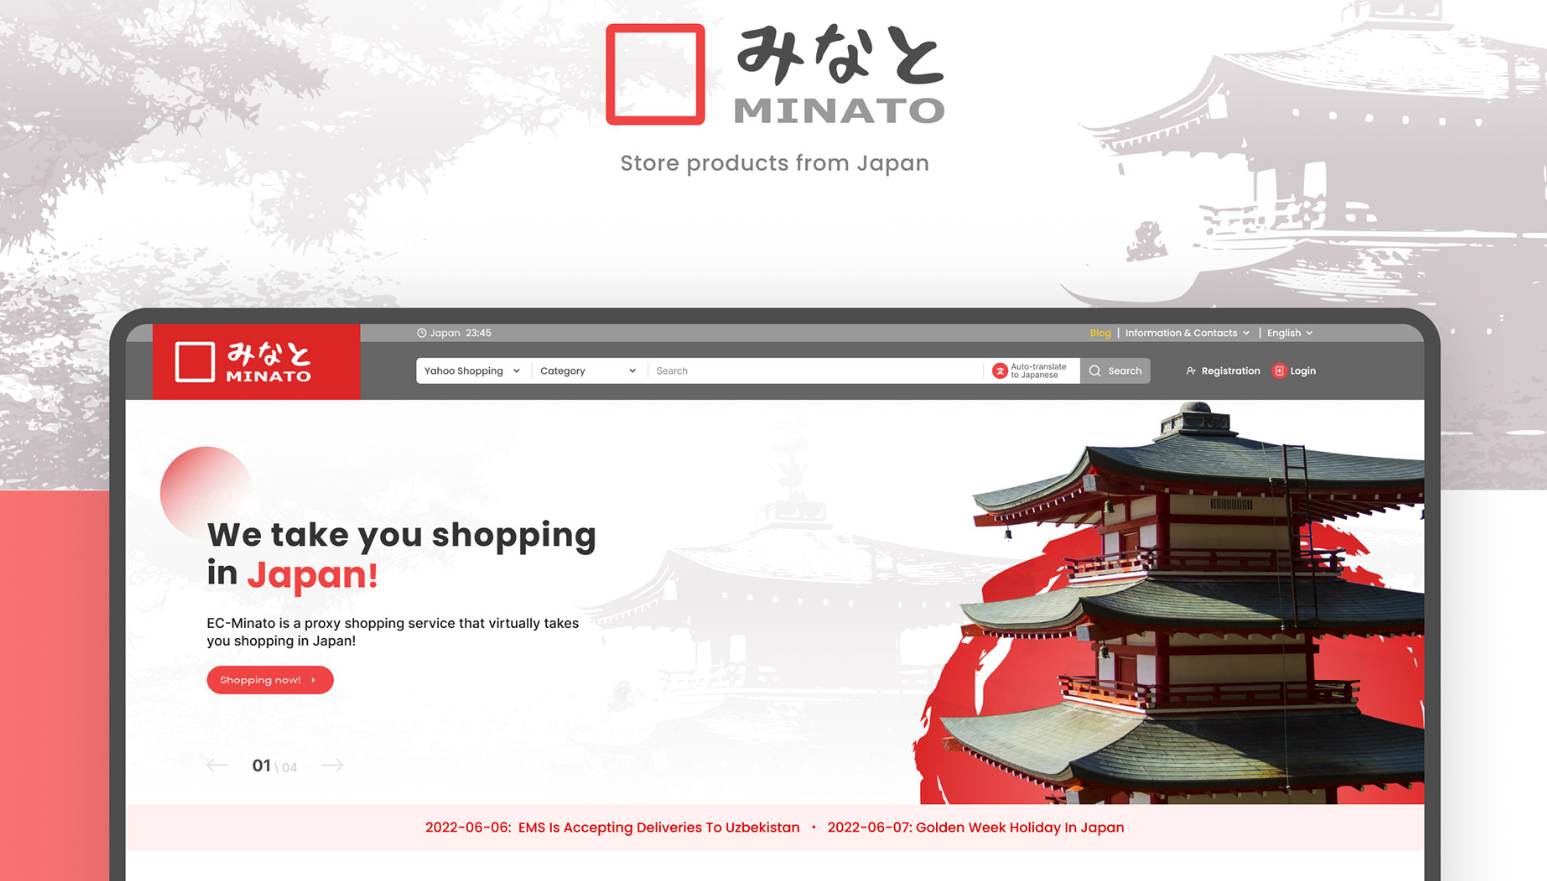 みなと
MINATO
Store products from Japan
みなと
MINATO
Japan 23:45
Blog | Information & Contacts | English
Yahoo Shopping
Category
Search
Auto-translate
to Japanese
Search
Registration
Login
We take you shopping
in Japan!
EC-Minato is a proxy shopping service that virtually takes
you shopping in Japan!
Shopping now!
01 \ 04
2022-06-06: EMS Is Accepting Deliveries To Uzbekistan • 2022-06-07: Golden Week Holiday In Japan